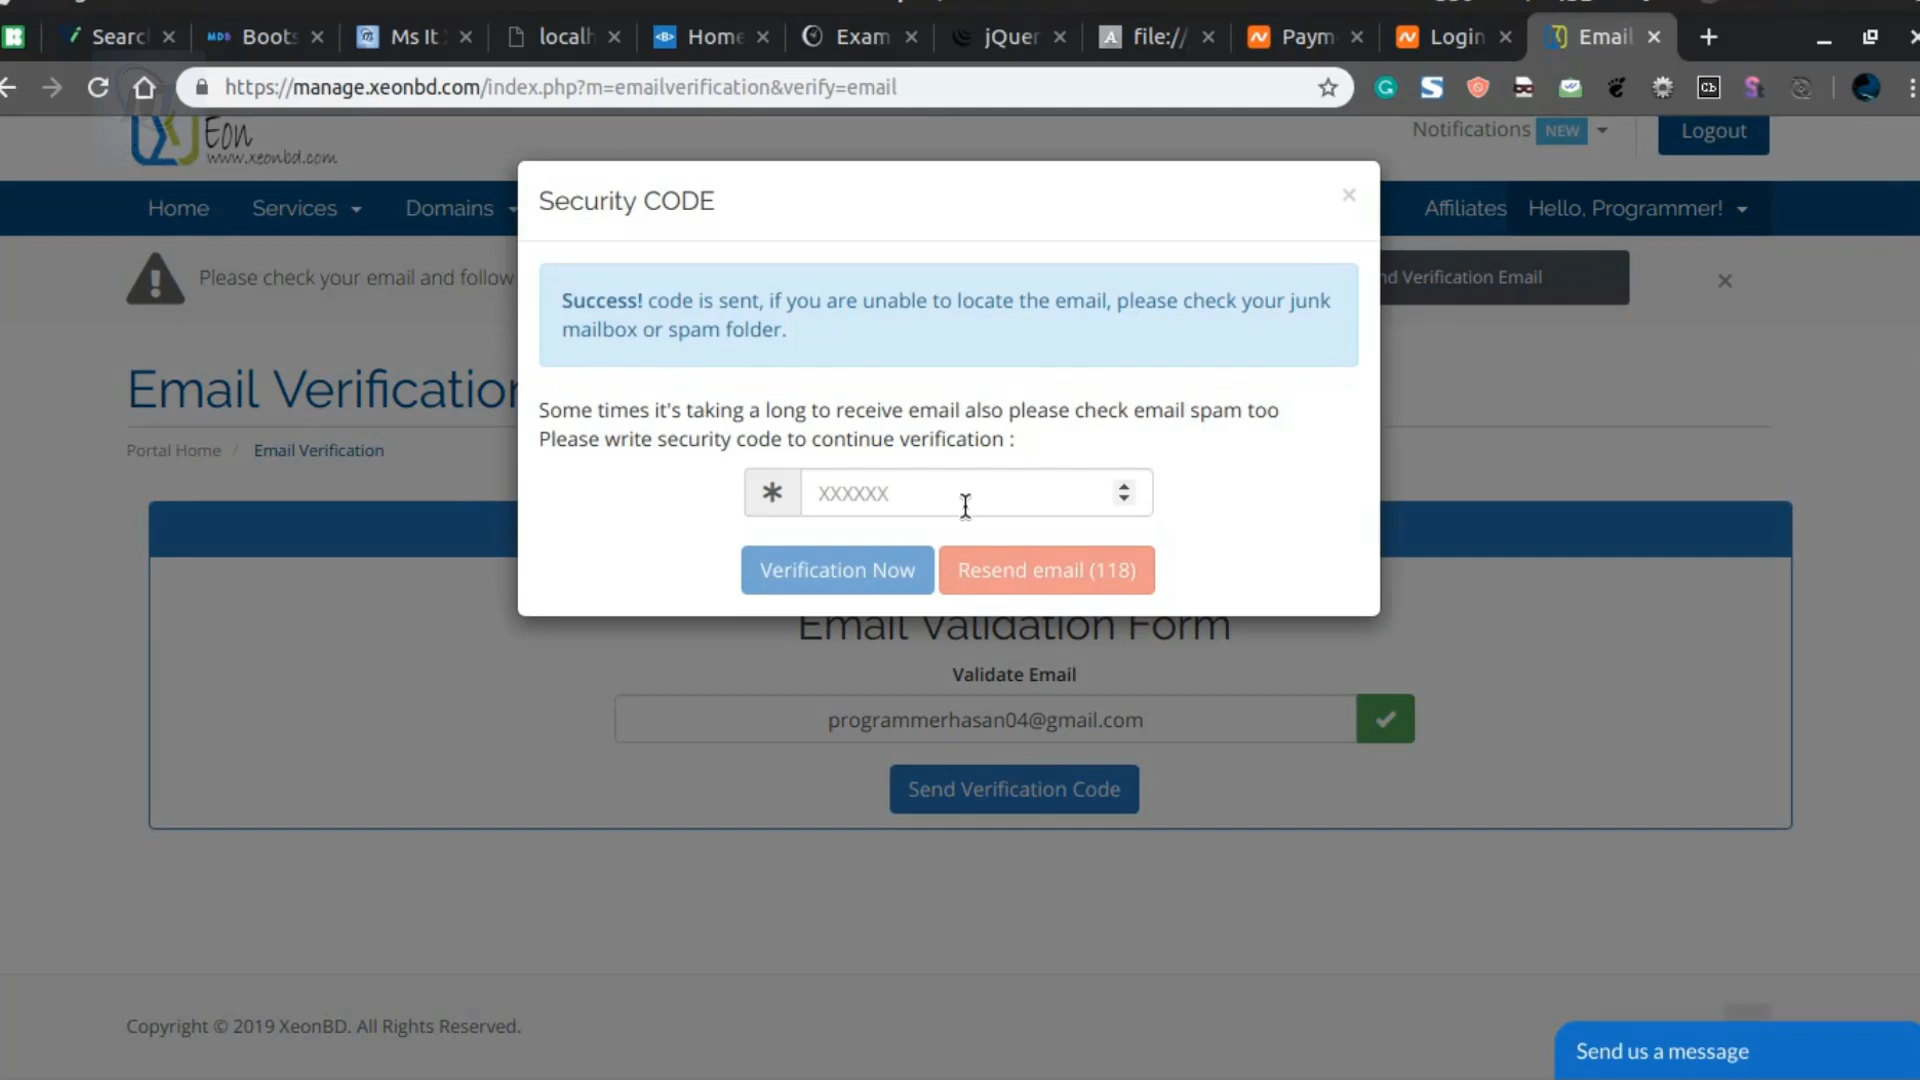 Searc
MDB Boots
Ms It
localh
Home
Exam
jQuer
file://
Paym
Login
Email
https://manage.xeonbd.com/index.php?m=emailverification&verify=email
Cb
Eon
www.xeonbd.com
Notifications NEW
Logout
Home Services Domains
Affiliates Hello, Programmer!
Please check your email and follow
nd Verification Email
Email Verification
Portal Home / Email Verification
Security CODE
Success! code is sent, if you are unable to locate the email, please check your junk
mailbox or spam folder.
Some times it's taking a long to receive email also please check email spam too
Please write security code to continue verification :
XXXXXX
Verification Now
Resend email (118)
Email Validation Form
Validate Email
programmerhasan04@gmail.com
Send Verification Code
Copyright © 2019 XeonBD. All Rights Reserved.
Send us a message